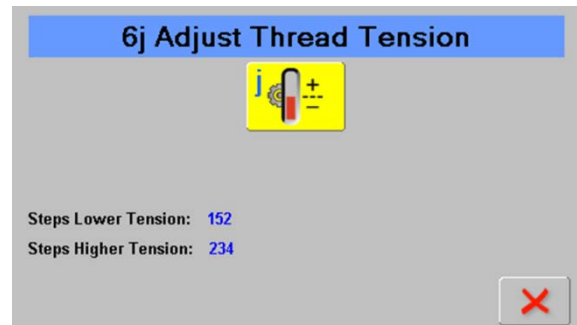 6j Adjust Thread Tension
j
Steps Lower Tension: 152
Steps Higher Tension: 234